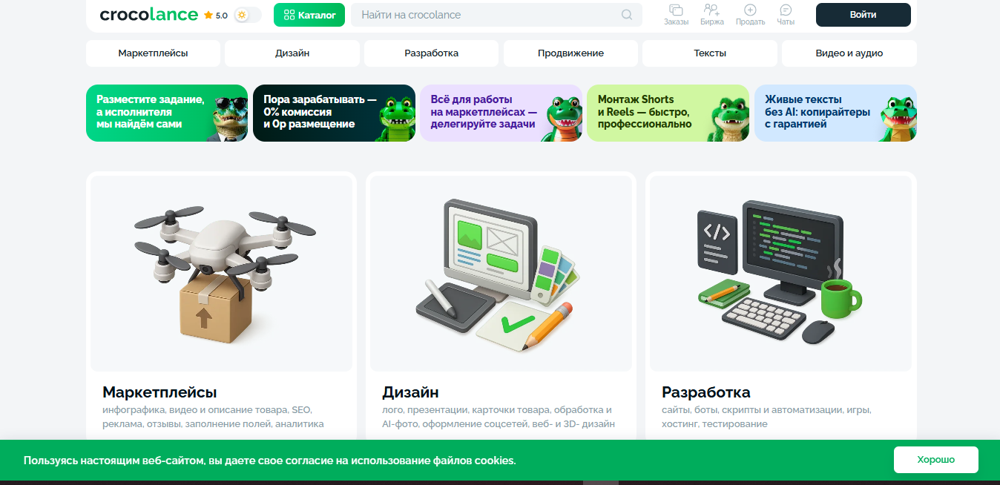 crocolance 5.0 Каталог Найти на crocolance Заказы Биржа Продать Чаты Войти
Маркетплейсы Дизайн Разработка Продвижение Тексты Видео и аудио
Разместите задание,
а исполнителя
мы найдём сами
Пора зарабатывать —
0% комиссия
и 0р размещение
Всё для работы
на маркетплейсах —
делегируйте задачи
Монтаж Shorts
и Reels — быстро,
профессионально
Живые тексты
без AI: копирайтеры
с гарантией
</>
Маркетплейсы
инфографика, видео и описание товара, SEO,
реклама, отзывы, заполнение полей, аналитика
Дизайн
лого, презентации, карточки товара, обработка и
AI-фото, оформление соцсетей, веб- и 3D- дизайн
Разработка
сайты, боты, скрипты и автоматизации, игры,
хостинг, тестирование
Пользуясь настоящим веб-сайтом, вы даете свое согласие на использование файлов cookies.
Хорошо